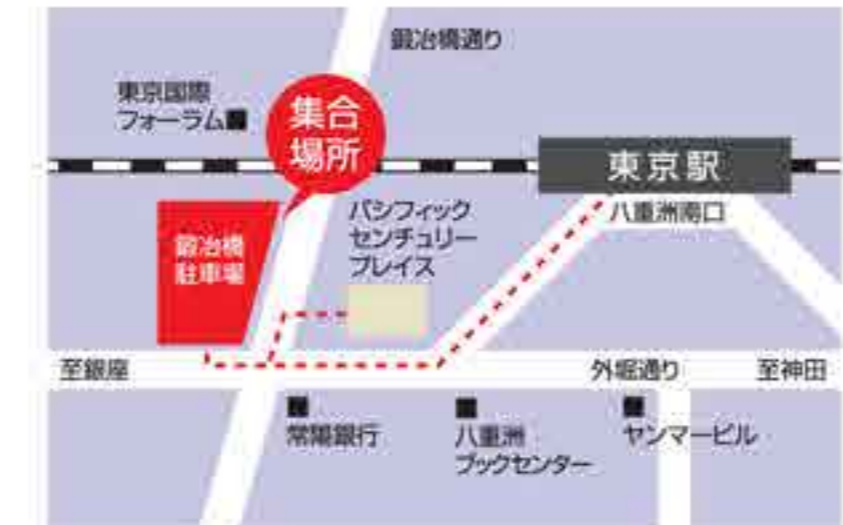 鍛冶橋通り
東京国際
フォーラム
集合
場所
東京駅
八重洲南口
パシフィック
センチュリー
プレイス
鍛冶橋
駐車場
至銀座
外堀通り
至神田
常陽銀行
八重洲
ブックセンター
ヤンマービル